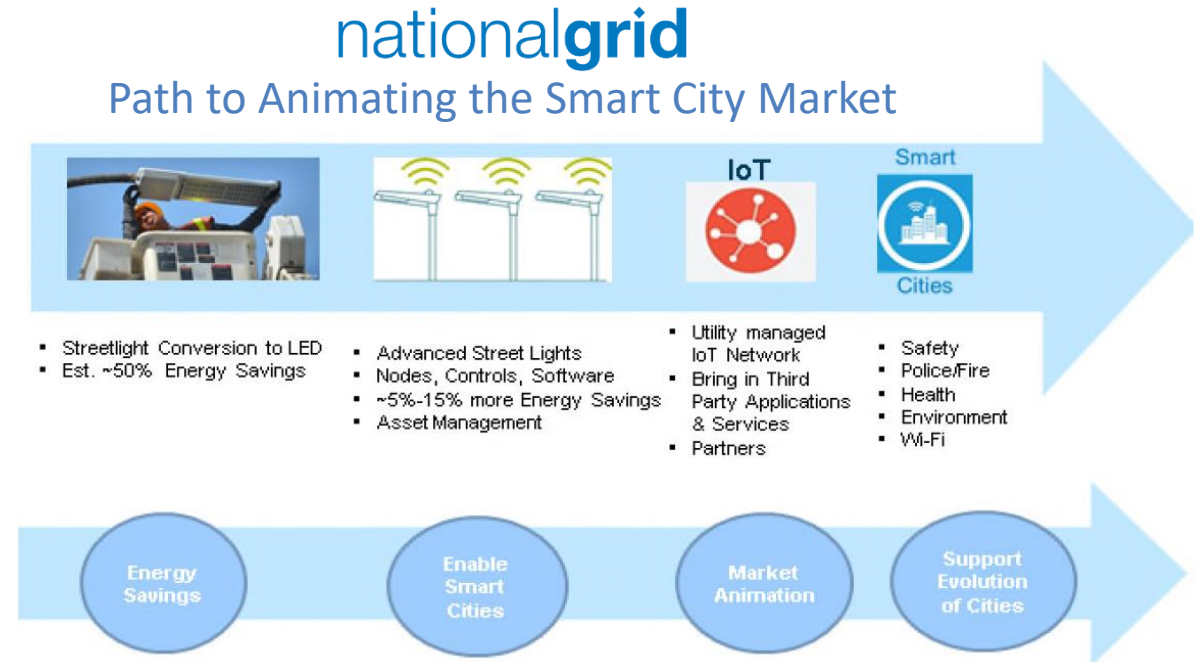 nationalgrid
Path to Animating the Smart City Market
IoT
Smart
Cities
▪ Streetlight Conversion to LED
▪ Est. ~50% Energy Savings
▪ Advanced Street Lights
▪ Nodes, Controls, Software
▪ ~5%-15% more Energy Savings
▪ Asset Management
▪ Utility managed
IoT Network
▪ Bring in Third
Party Applications
& Services
▪ Partners
▪ Safety
▪ Police/Fire
▪ Health
▪ Environment
▪ Wi-Fi
Energy
Savings
Enable
Smart
Cities
Market
Animation
Support
Evolution
of Cities